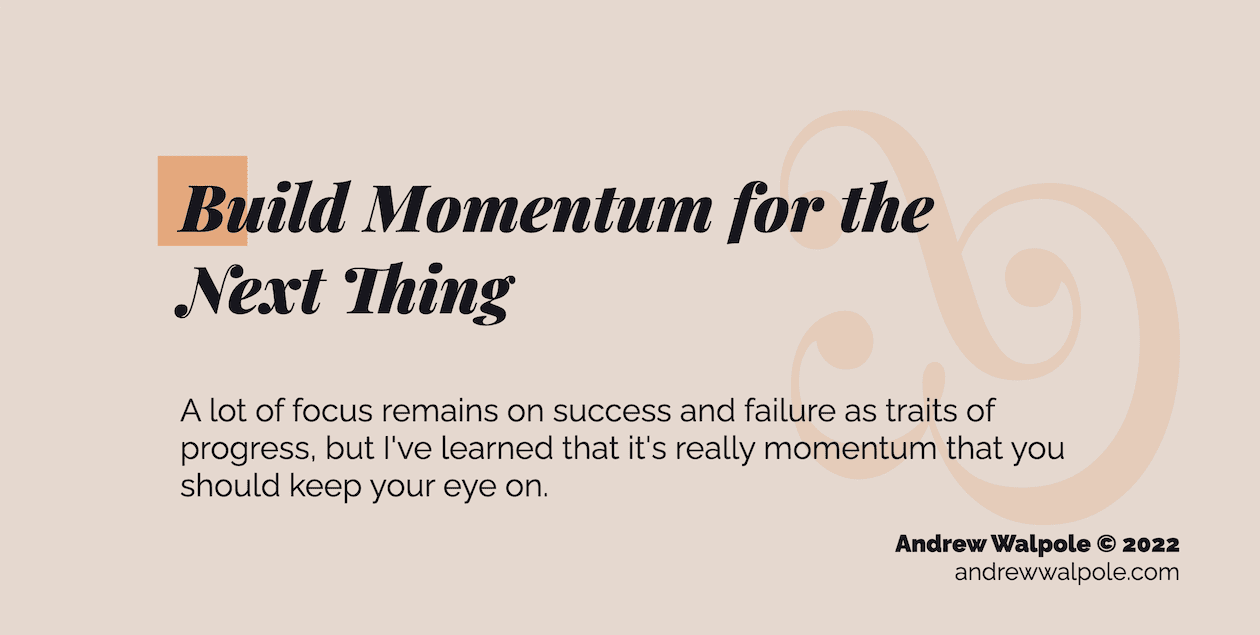 Build Momentum for the
Next Thing
A lot of focus remains on success and failure as traits of
progress, but I've learned that it's really momentum that you
should keep your eye on.
Andrew Walpole © 2022
andrewwalpole.com